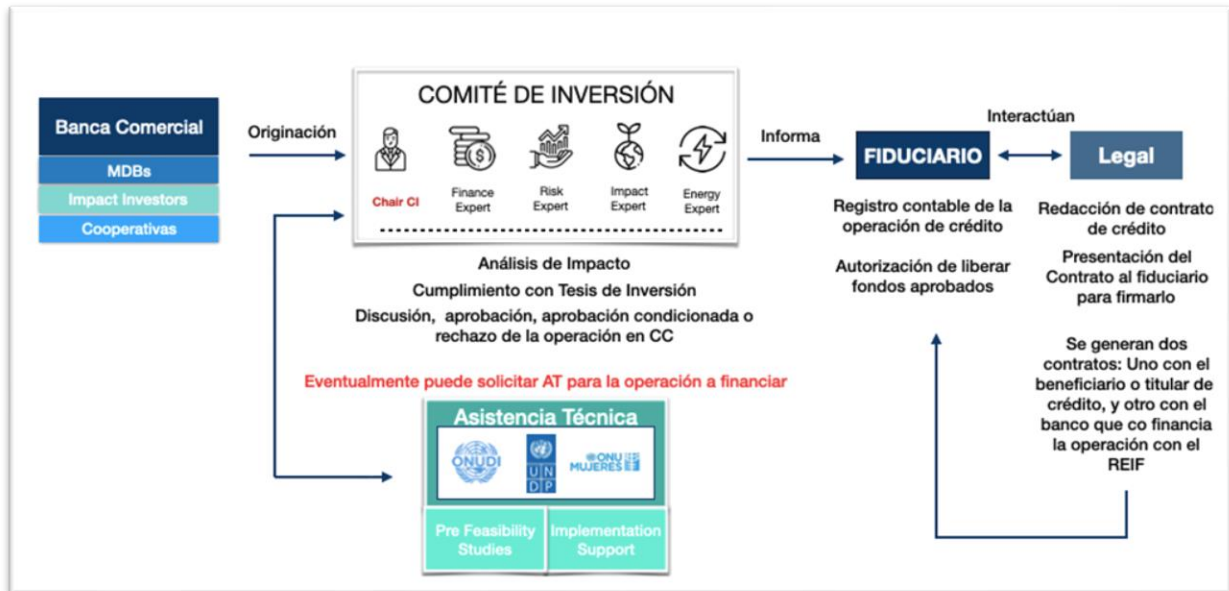 Banca Comercial
MDBs
Impact Investors
Cooperativas
Originación
COMITÉ DE INVERSIÓN
Chair CI
Finance
Expert
Risk
Expert
Impact
Expert
Energy
Expert
Análisis de Impacto
Cumplimiento con Tesis de Inversión
Discusión, aprobación, aprobación condicionada o
rechazo de la operación en CC
Eventualmente puede solicitar AT para la operación a financiar
Asistencia Técnica
ONUDI
U N
D P
ONU
MUJERES
Pre Feasibility
Studies
Implementation
Support
Informa
FIDUCIARIO
Registro contable de la
operación de crédito
Autorización de liberar
fondos aprobados
Interactúan
Legal
Redacción de contrato
de crédito
Presentación del
Contrato al fiduciario
para firmarlo
Se generan dos
contratos: Uno con el
beneficiario o titular de
crédito, y otro con el
banco que co financia
la operación con el
REIF